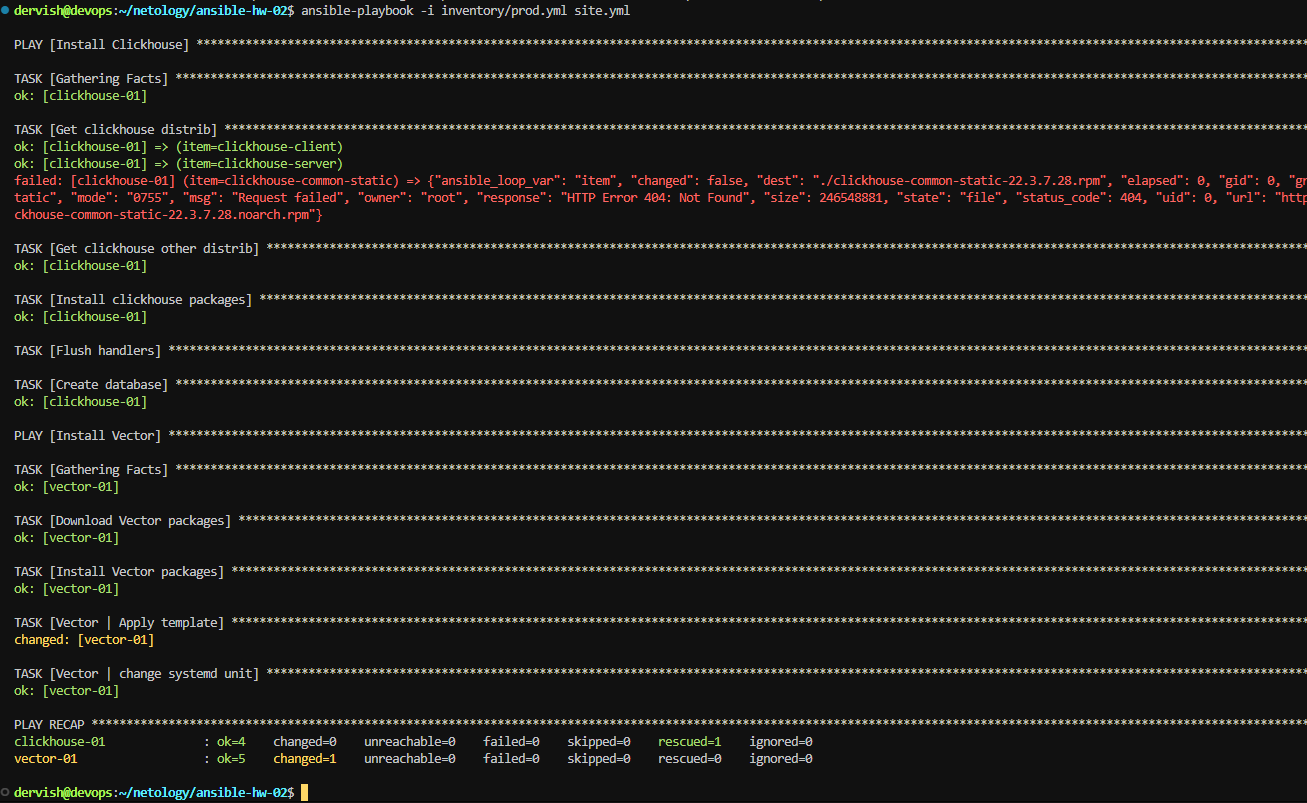 dervish@devops:~/netology/ansible-hw-02$ ansible-playbook -i inventory/prod.yml site.yml
PLAY [Install Clickhouse] ****************************************************************
TASK [Gathering Facts] ****************************************************************
ok: [clickhouse-01]
TASK [Get clickhouse distrib] ****************************************************************
ok: [clickhouse-01] => (item=clickhouse-client)
ok: [clickhouse-01] => (item=clickhouse-server)
failed: [clickhouse-01] (item=clickhouse-common-static) => {"ansible_loop_var": "item", "changed": false, "dest": "./clickhouse-common-static-22.3.7.28.rpm", "elapsed": 0, "gid": 0, "gr
tatic", "mode": "0755", "msg": "Request failed", "owner": "root", "response": "HTTP Error 404: Not Found", "size": 246548881, "state": "file", "status_code": 404, "uid": 0, "url": "http
ckhouse-common-static-22.3.7.28.noarch.rpm"}
TASK [Get clickhouse other distrib] ****************************************************************
ok: [clickhouse-01]
TASK [Install clickhouse packages] ****************************************************************
ok: [clickhouse-01]
TASK [Flush handlers] ****************************************************************
TASK [Create database] ****************************************************************
ok: [clickhouse-01]
PLAY [Install Vector] ****************************************************************
TASK [Gathering Facts] ****************************************************************
ok: [vector-01]
TASK [Download Vector packages] ****************************************************************
ok: [vector-01]
TASK [Install Vector packages] ****************************************************************
ok: [vector-01]
TASK [Vector | Apply template] ****************************************************************
changed: [vector-01]
TASK [Vector | change systemd unit] ****************************************************************
ok: [vector-01]
PLAY RECAP ****************************************************************
clickhouse-01 : ok=4 changed=0 unreachable=0 failed=0 skipped=0 rescued=1 ignored=0
vector-01 : ok=5 changed=1 unreachable=0 failed=0 skipped=0 rescued=0 ignored=0
dervish@devops:~/netology/ansible-hw-02$